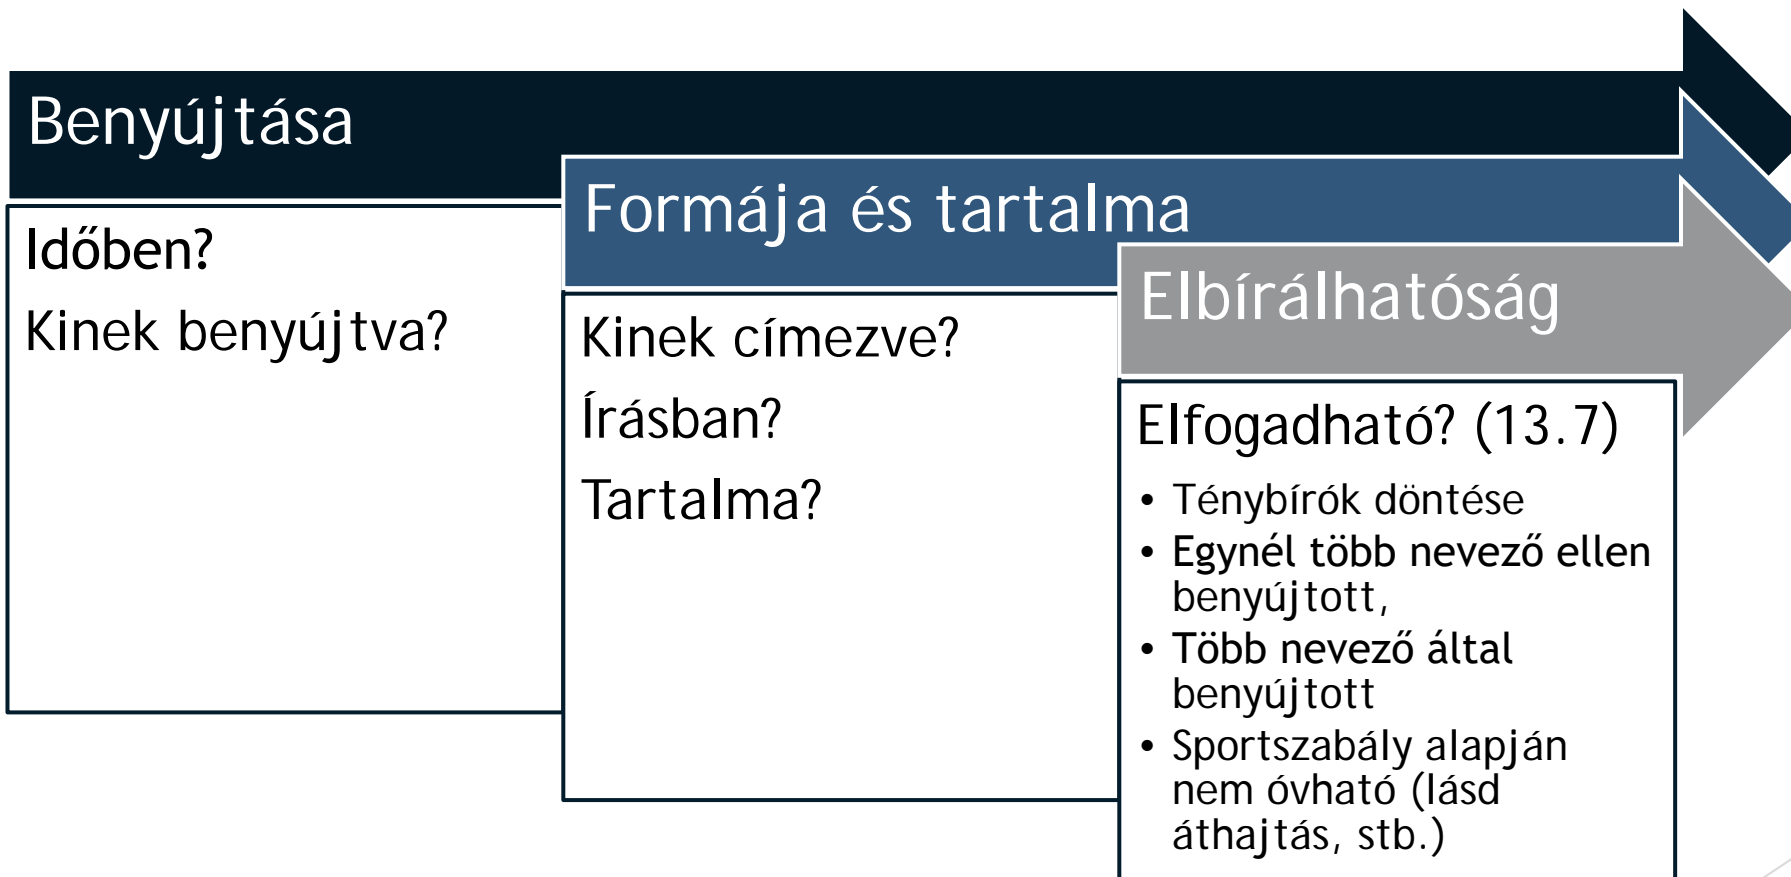 Benyújtása
Időben?
Kinek benyújtva?
Formája és tartalma
Kinek címezve?
Írásban?
Tartalma?
Elbírálhatóság
Elfogadható? (13.7)
• Ténybírók döntése
• Egynél több nevező ellen
benyújtott,
• Több nevező által
benyújtott
• Sportszabály alapján
nem óvható (lásd
áthajtás, stb.)